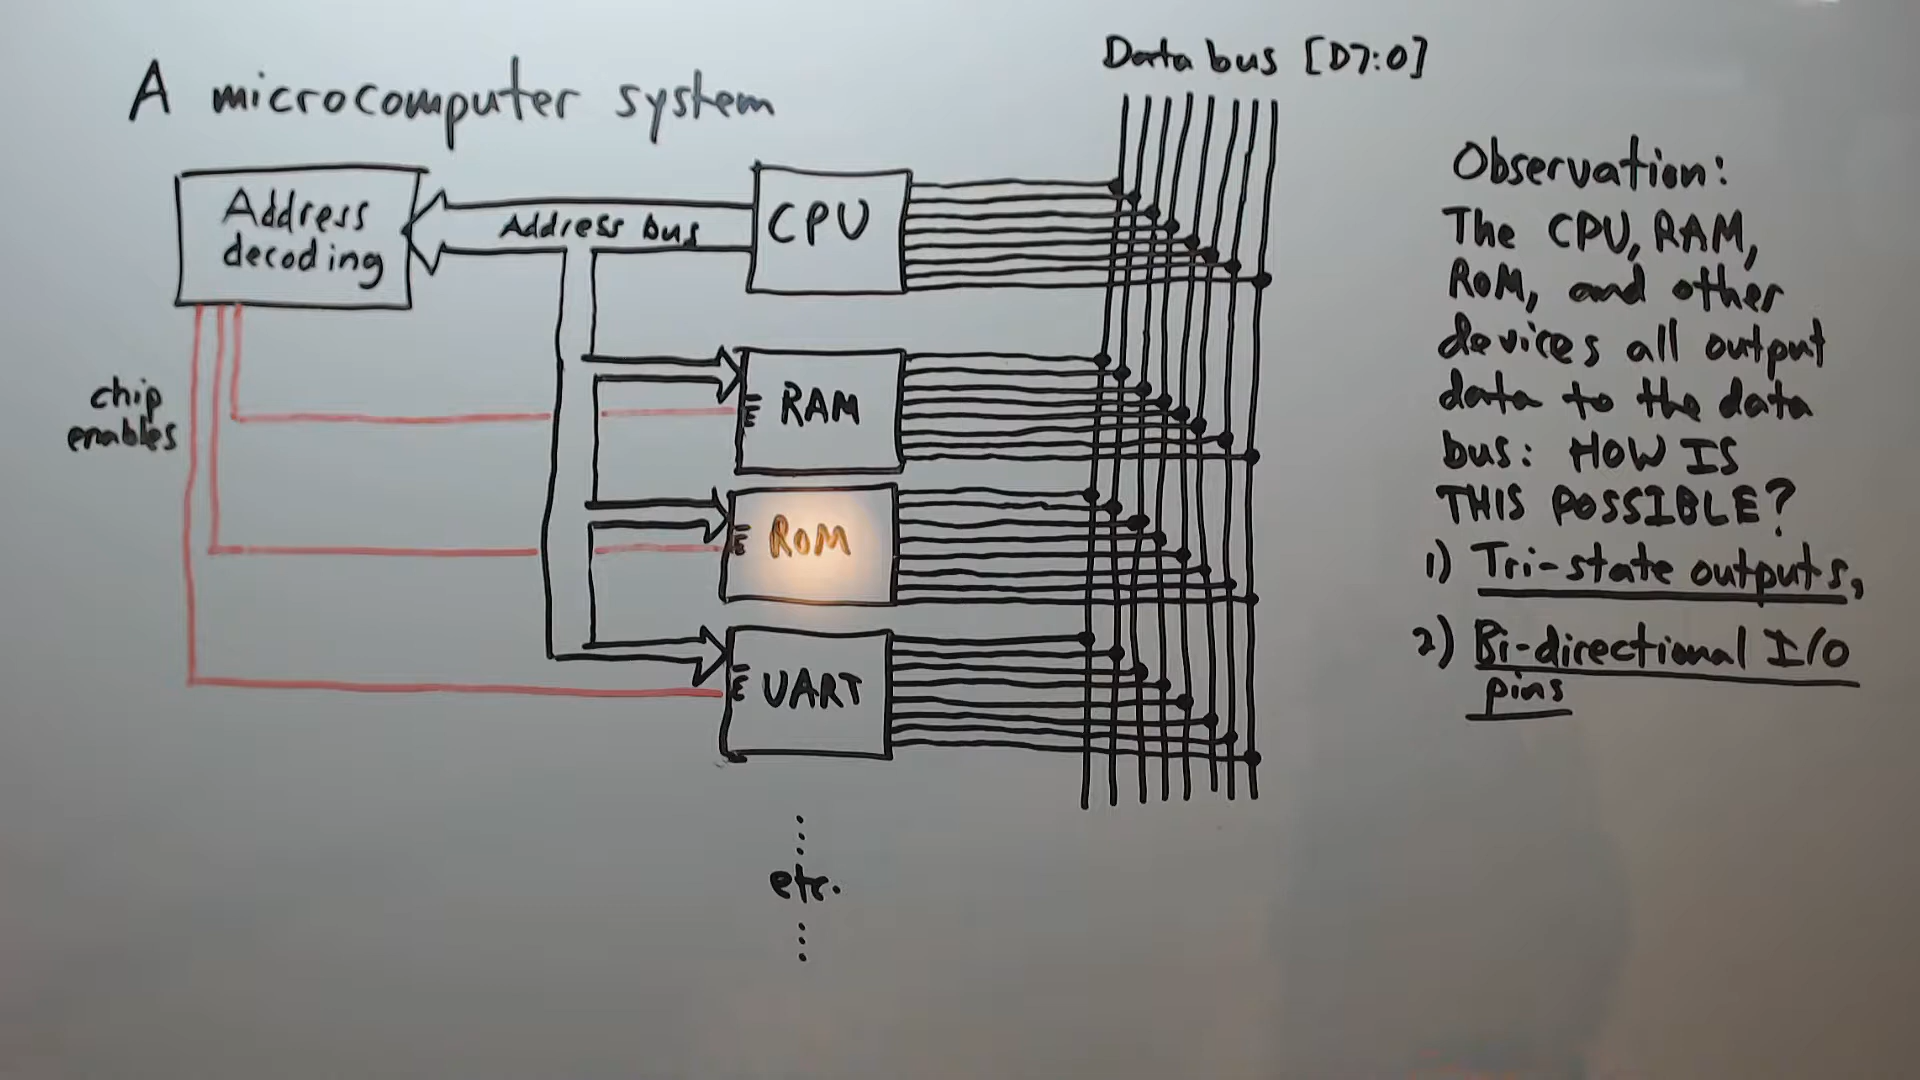 A microcomputer system
Data bus [D7:0]
Address
decoding
Address bus
CPU
chip
enables
E̅ RAM
E̅ ROM
E̅ UART
etc.
Observation:
The CPU, RAM,
ROM, and other
devices all output
data to the data
bus: HOW IS
THIS POSSIBLE?
1) Tri-state outputs,
2) Bi-directional I/O
pins